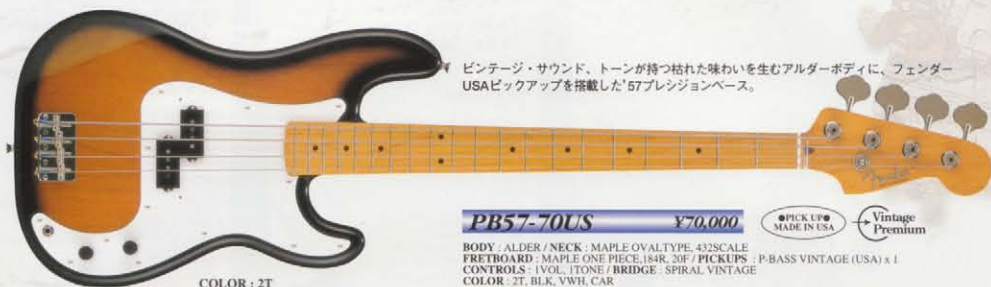 ビンテージ・サウンド、トーンが持つ枯れた味わいを生むアルダーボディに、フェンダー
USAピックアップを搭載した'57プレシジョンベース。
Fender
PB57-70US ¥70,000
●PICK UP●
MADE IN USA
Vintage
Premium
BODY : ALDER / NECK : MAPLE OVALTYPE, 432SCALE
FRETBOARD : MAPLE ONE PIECE,184R, 20F / PICKUPS : P-BASS VINTAGE (USA) x 1
CONTROLS : 1VOL, 1TONE / BRIDGE : SPIRAL VINTAGE
COLOR : 2T, BLK, VWH, CAR
COLOR : 2T